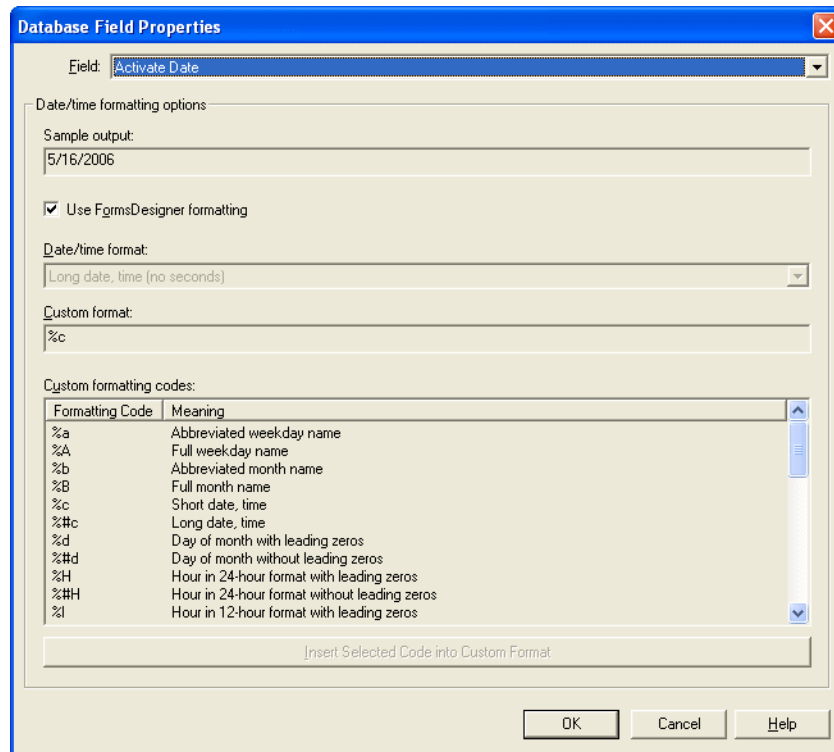 Database Field Properties
Field: Activate Date
Date/time formatting options
Sample output:
5/16/2006
Use FormsDesigner formatting
Date/time format:
Long date, time (no seconds)
Custom format:
%c
Custom formatting codes:
Formatting Code Meaning
%a Abbreviated weekday name
%A Full weekday name
%b Abbreviated month name
%B Full month name
%c Short date, time
%#c Long date, time
%d Day of month with leading zeros
%#d Day of month without leading zeros
%H Hour in 24-hour format with leading zeros
%#H Hour in 24-hour format without leading zeros
%I Hour in 12-hour format with leading zeros
Insert Selected Code into Custom Format
OK Cancel Help